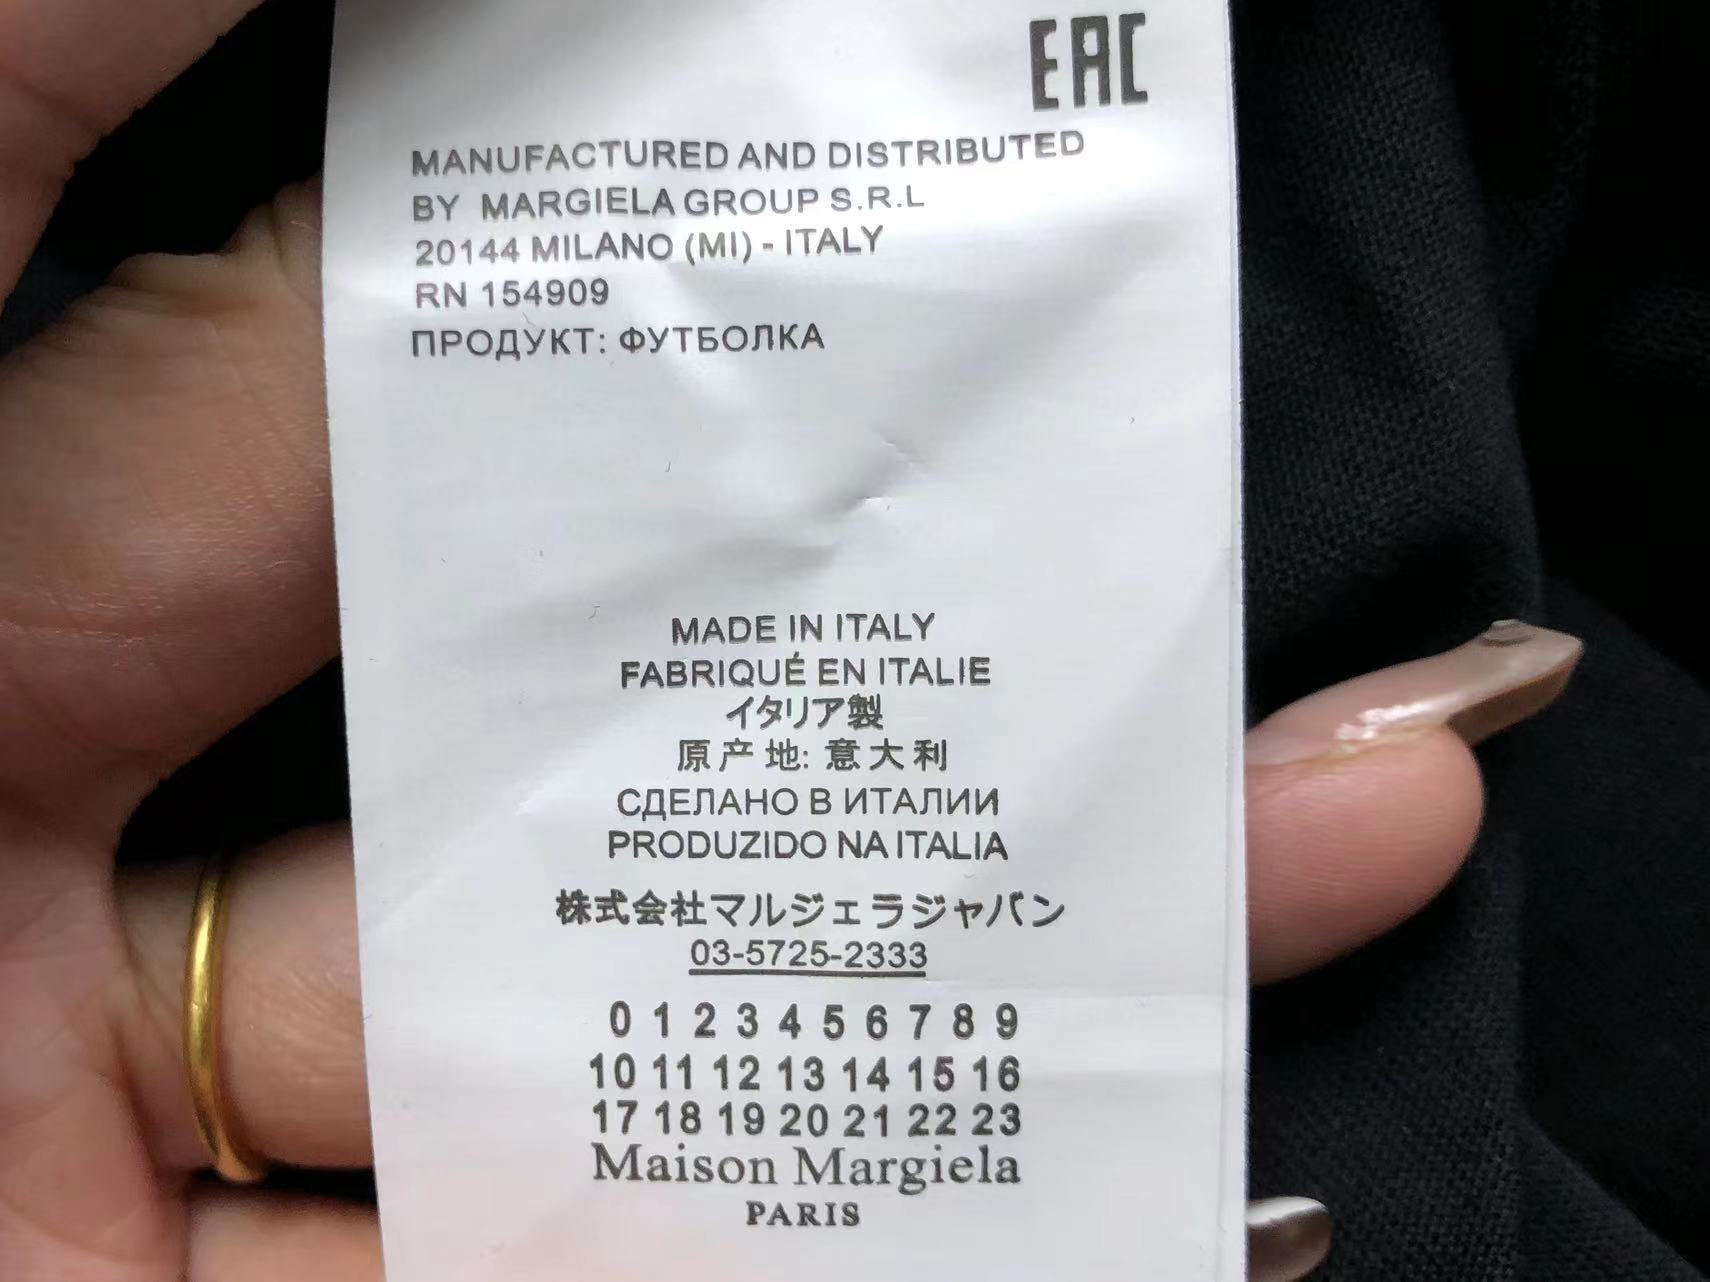 EAC
MANUFACTURED AND DISTRIBUTED
BY MARGIELA GROUP S.R.L
20144 MILANO (MI) - ITALY
RN 154909
ПРОДУКТ: ФУТБОЛКА
MADE IN ITALY
FABRIQUÉ EN ITALIE
イタリア製
原产地: 意大利
СДЕЛАНО В ИТАЛИИ
PRODUZIDO NA ITALIA
株式会社マルジェラジャパン
03-5725-2333
0 1 2 3 4 5 6 7 8 9
10 11 12 13 14 15 16
17 18 19 20 21 22 23
Maison Margiela
PARIS